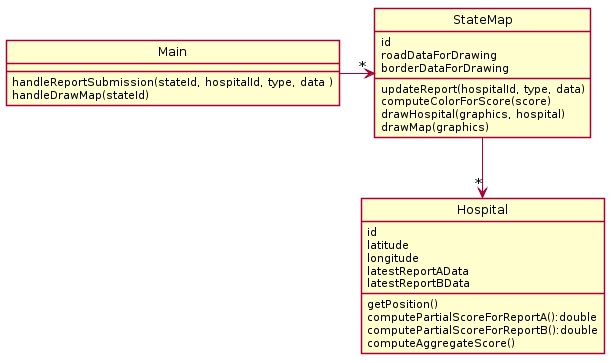 Main
handleReportSubmission(stateId, hospitalId, type, data )
handleDrawMap(stateId)
*
StateMap
id
roadDataForDrawing
borderDataForDrawing
updateReport(hospitalId, type, data)
computeColorForScore(score)
drawHospital(graphics, hospital)
drawMap(graphics)
*
Hospital
id
latitude
longitude
latestReportAData
latestReportBData
getPosition()
computePartialScoreForReportA():double
computePartialScoreForReportB():double
computeAggregateScore()